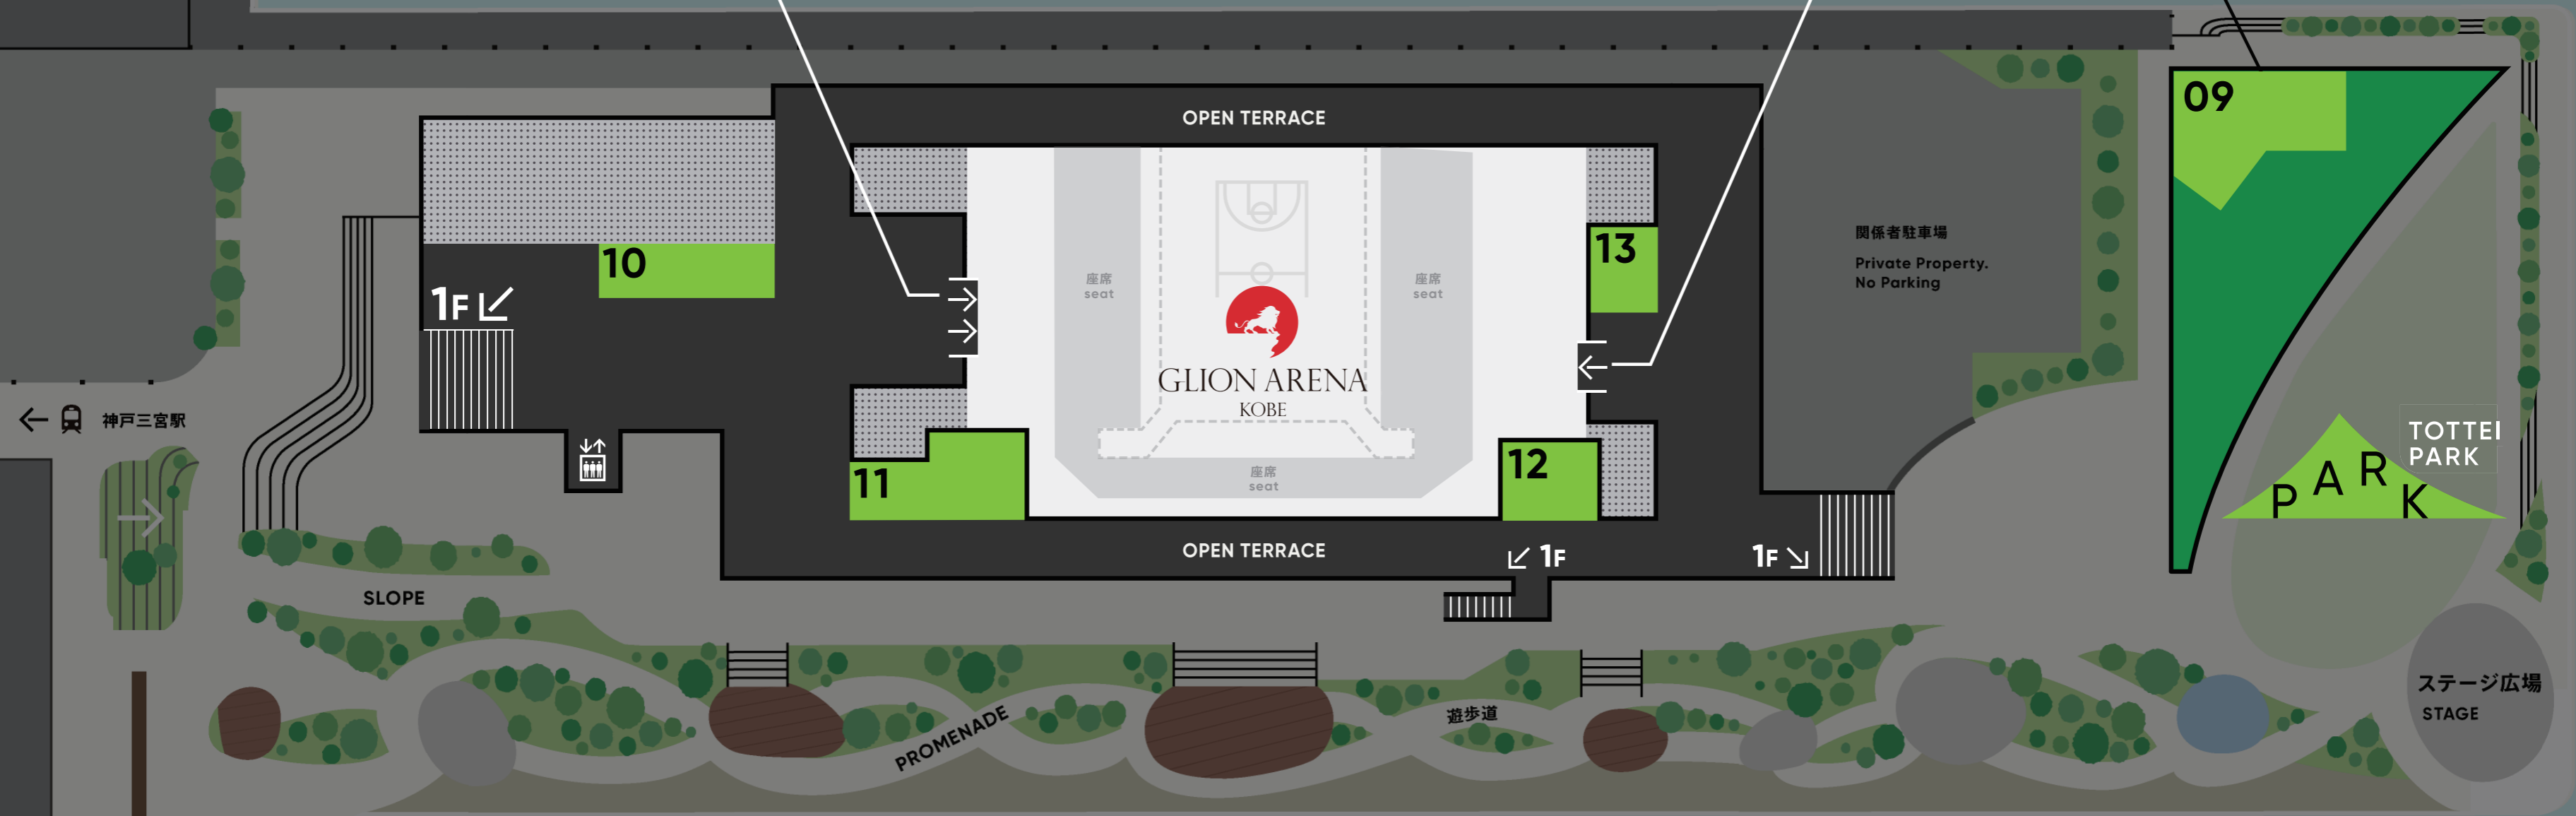 OPEN TERRACE
09
10
13
関係者駐車場
Private Property.
No Parking
1F
座席
seat
座席
seat
GLION ARENA
KOBE
神戸三宮駅
TOTTEI
PARK
PARK
11
12
座席
seat
OPEN TERRACE
1F
1F
SLOPE
ステージ広場
STAGE
PROMENADE
遊歩道